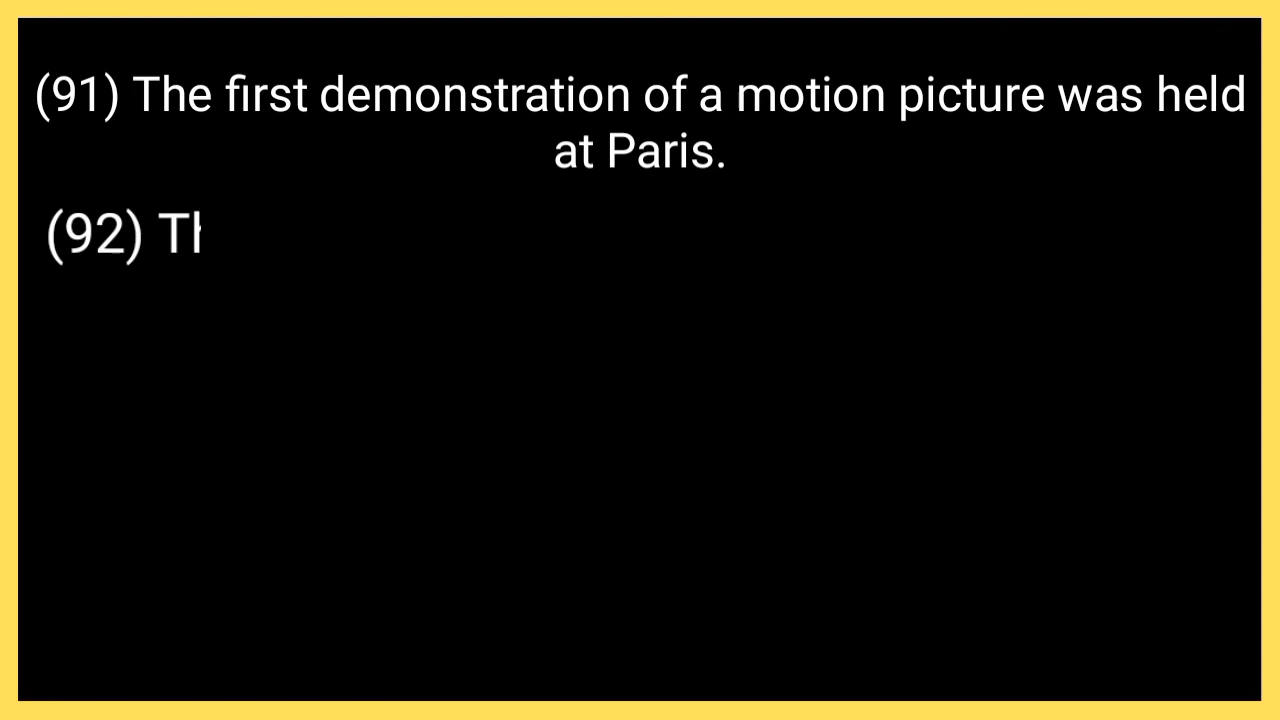 (91) The first demonstration of a motion picture was held
at Paris.
(92)